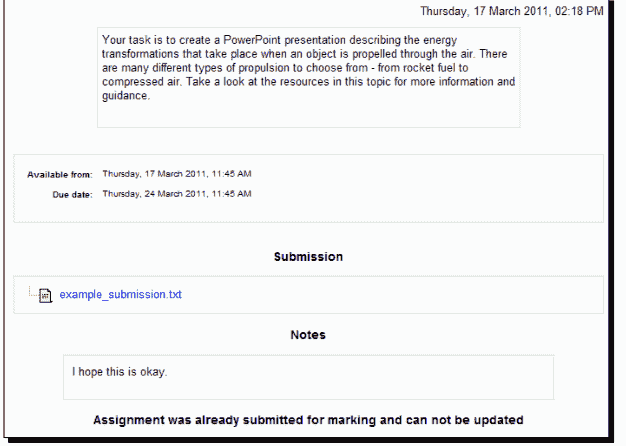 Thursday, 17 March 2011, 02:18 PM
Your task is to create a PowerPoint presentation describing the energy
transformations that take place when an object is propelled through the air. There
are many different types of propulsion to choose from - from rocket fuel to
compressed air. Take a look at the resources in this topic for more information and
guidance.
Available from: Thursday, 17 March 2011, 11:45 AM
Due date: Thursday, 24 March 2011, 11:45 AM
Submission
example_submission.txt
Notes
I hope this is okay.
Assignment was already submitted for marking and can not be updated